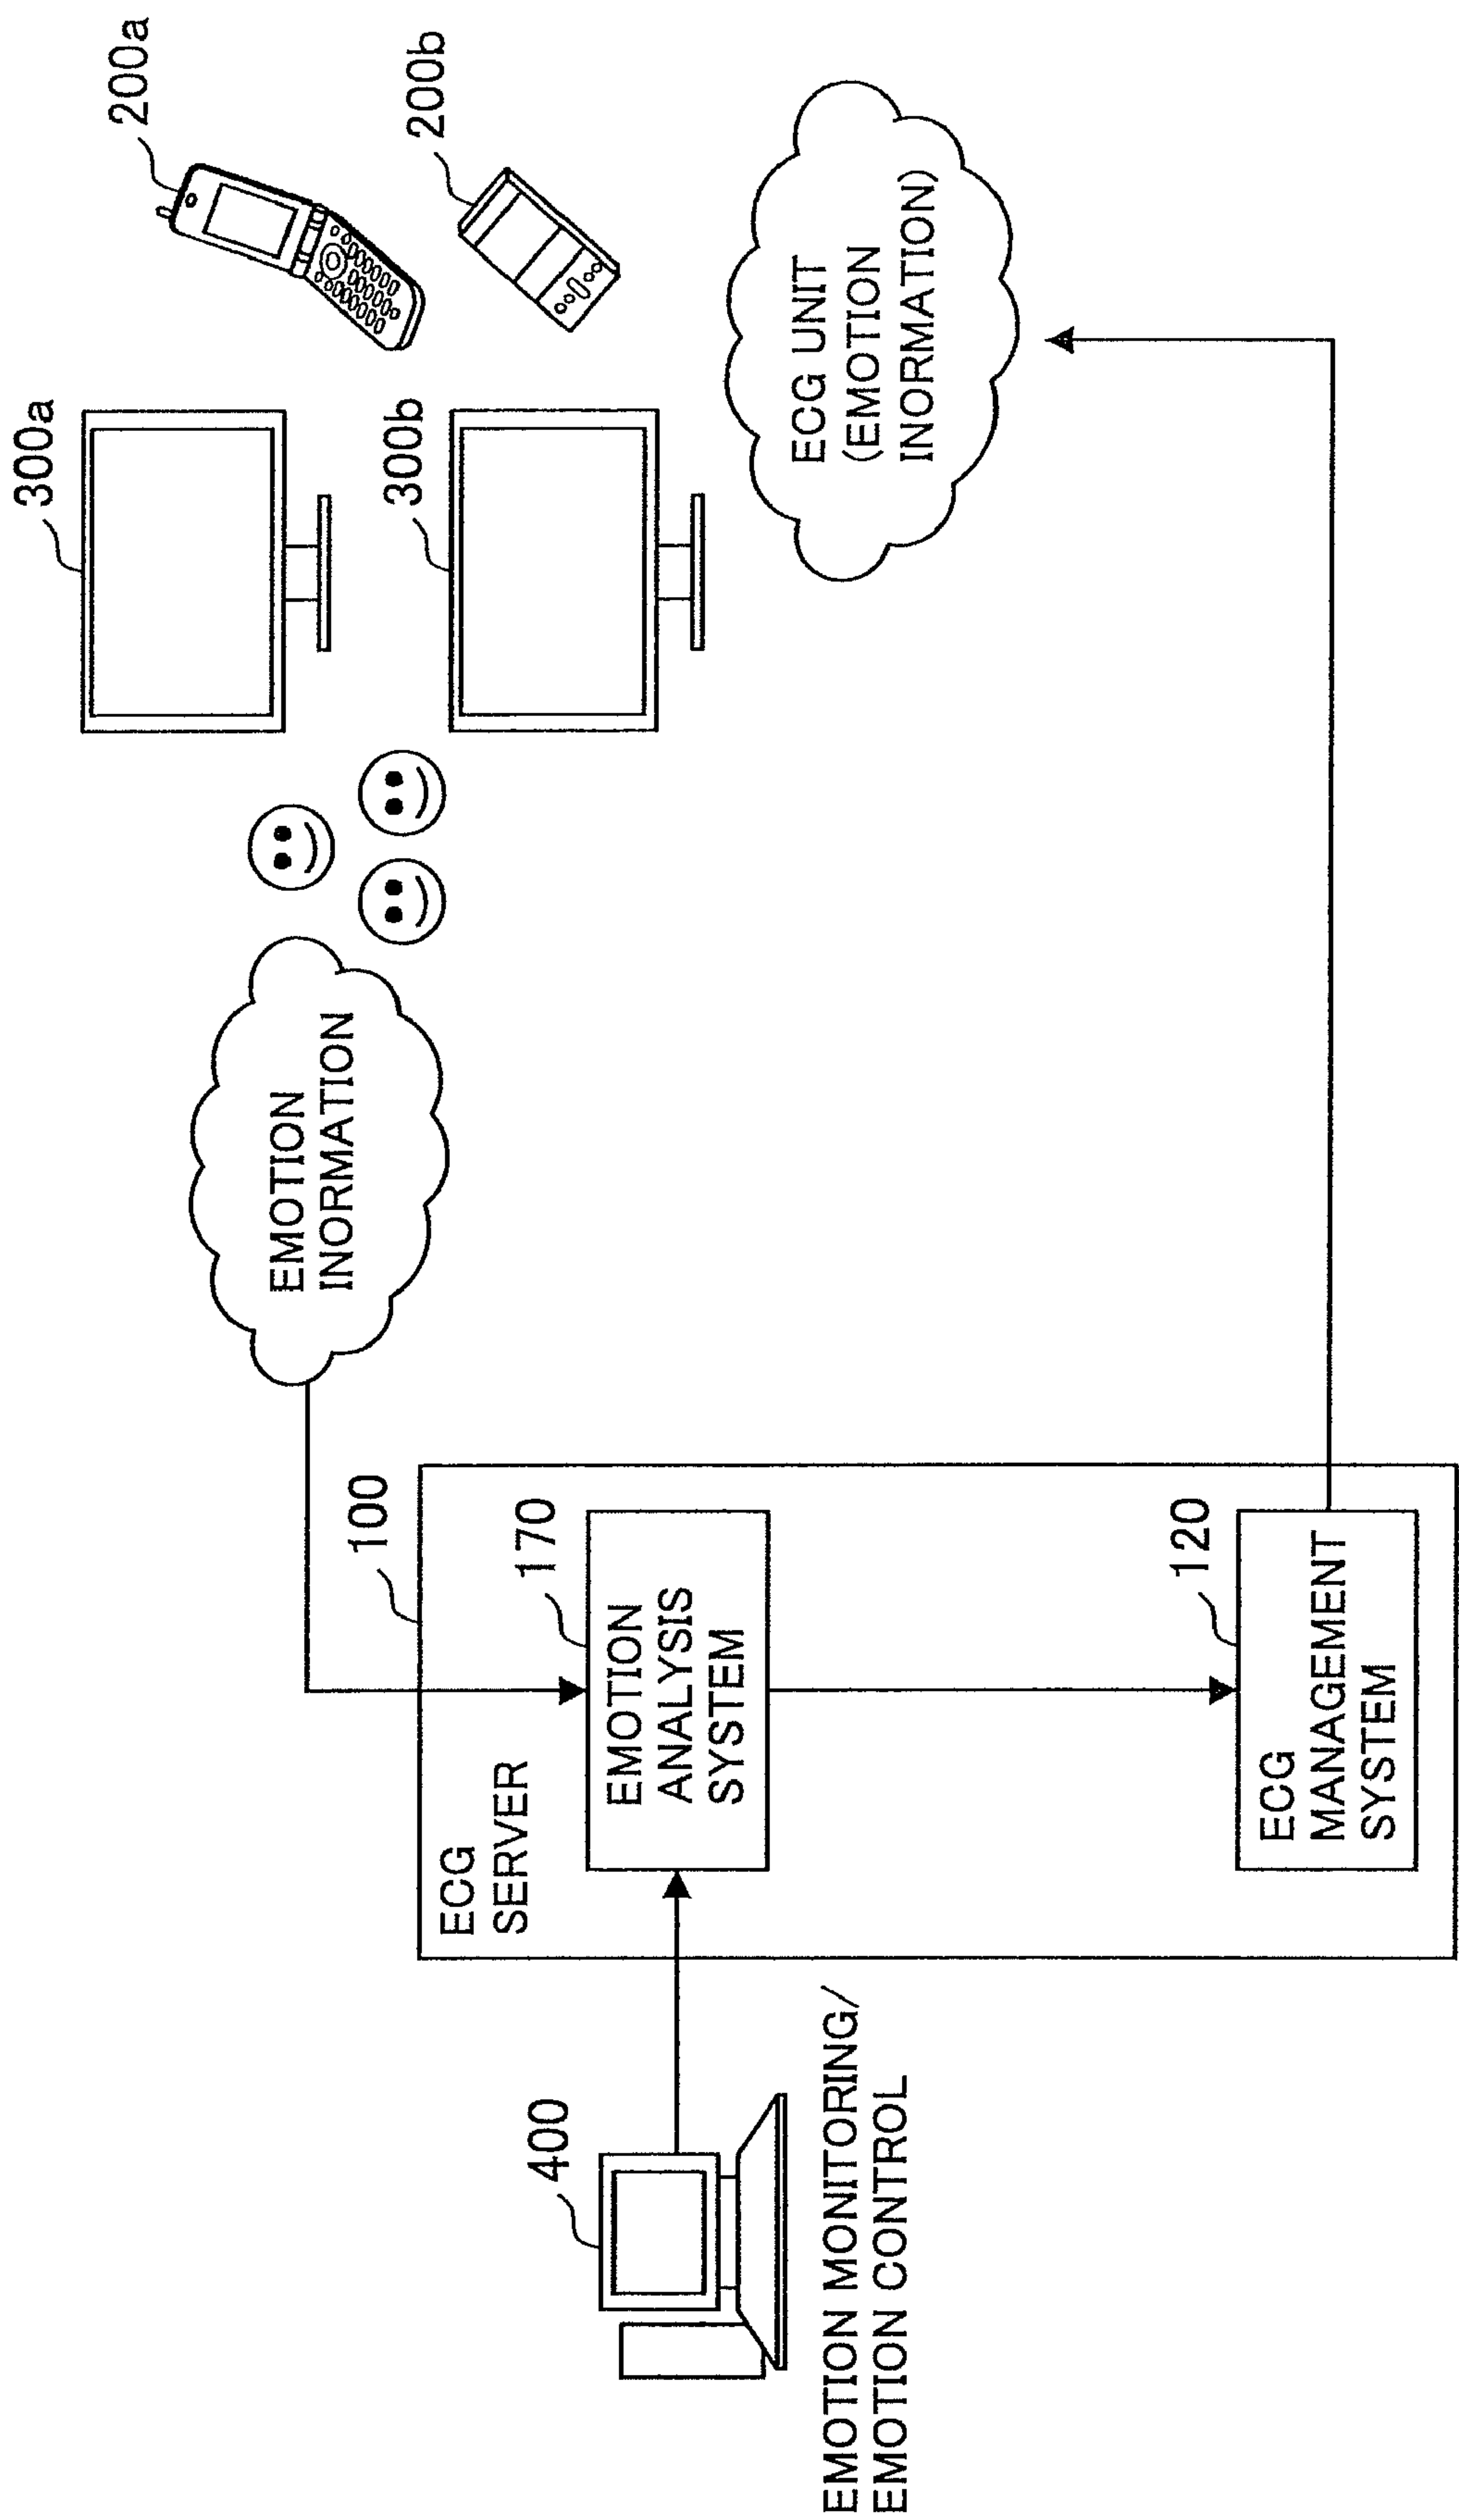 300a
200a
300b
200b
EMOTION
INORMATION
ECG UNIT
(EMOTION
INORMATION)
100
ECG
SERVER
170
EMOTION
ANALYSIS
SYSTEM
400
EMOTION MONITORING/
EMOTION CONTROL
120
ECG
MANAGEMENT
SYSTEM